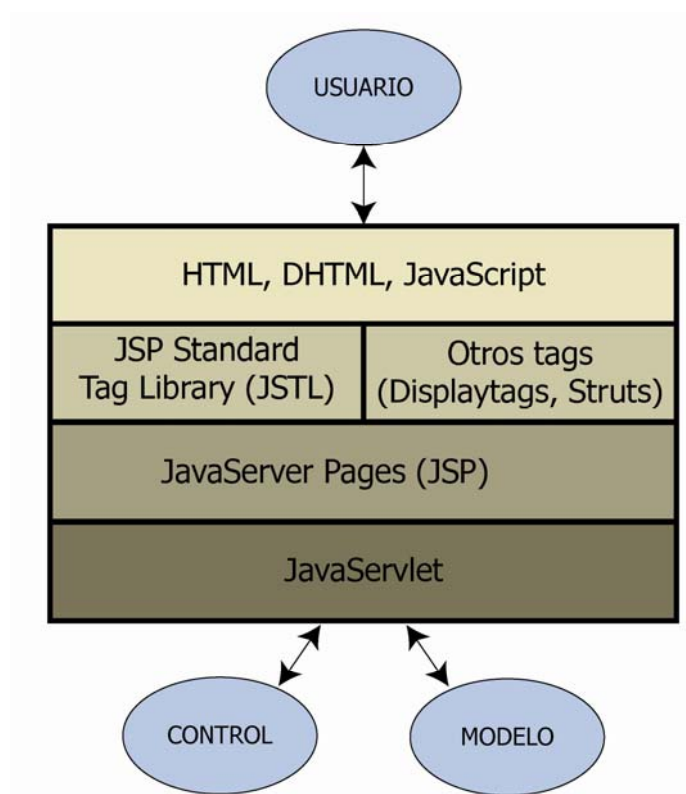 USUARIO
HTML, DHTML, JavaScript
JSP Standard
Tag Library (JSTL)
Otros tags
(Displaytags, Struts)
JavaServer Pages (JSP)
JavaServlet
CONTROL
MODELO